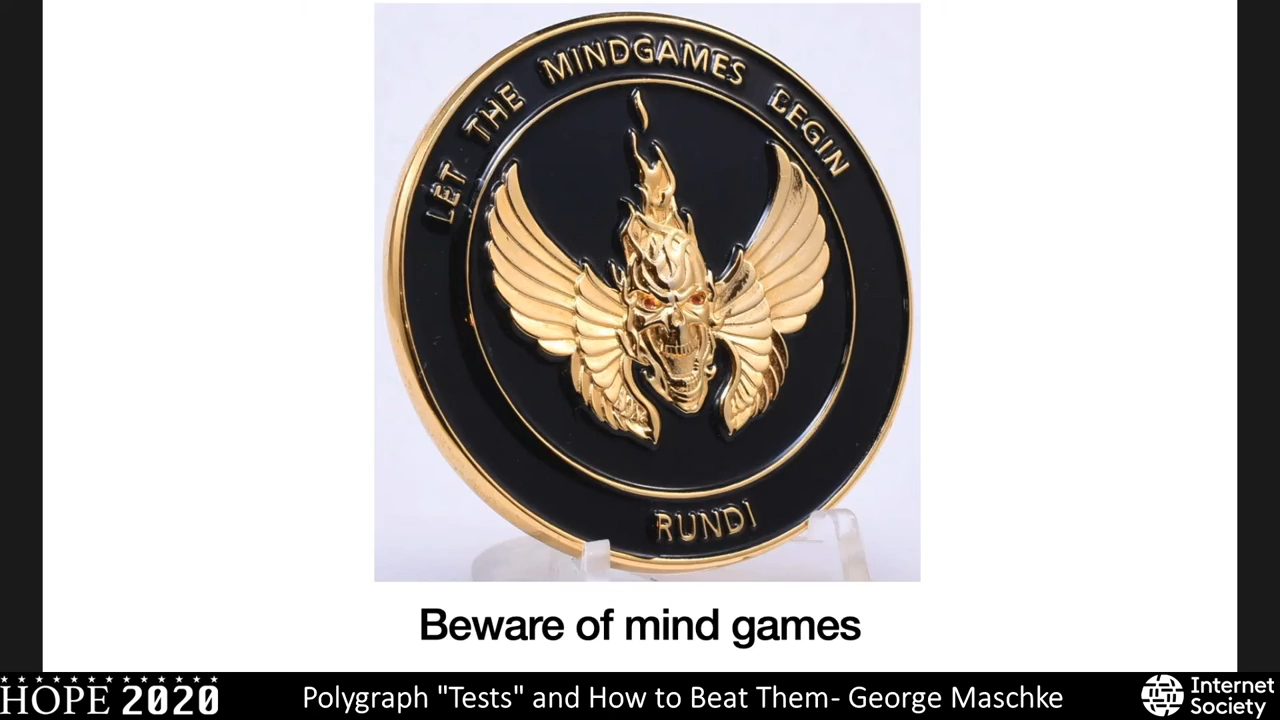 LET THE MINDGAMES BEGIN
RUNDI
Beware of mind games
HOPE 2020
Polygraph "Tests" and How to Beat Them- George Maschke
Internet
Society